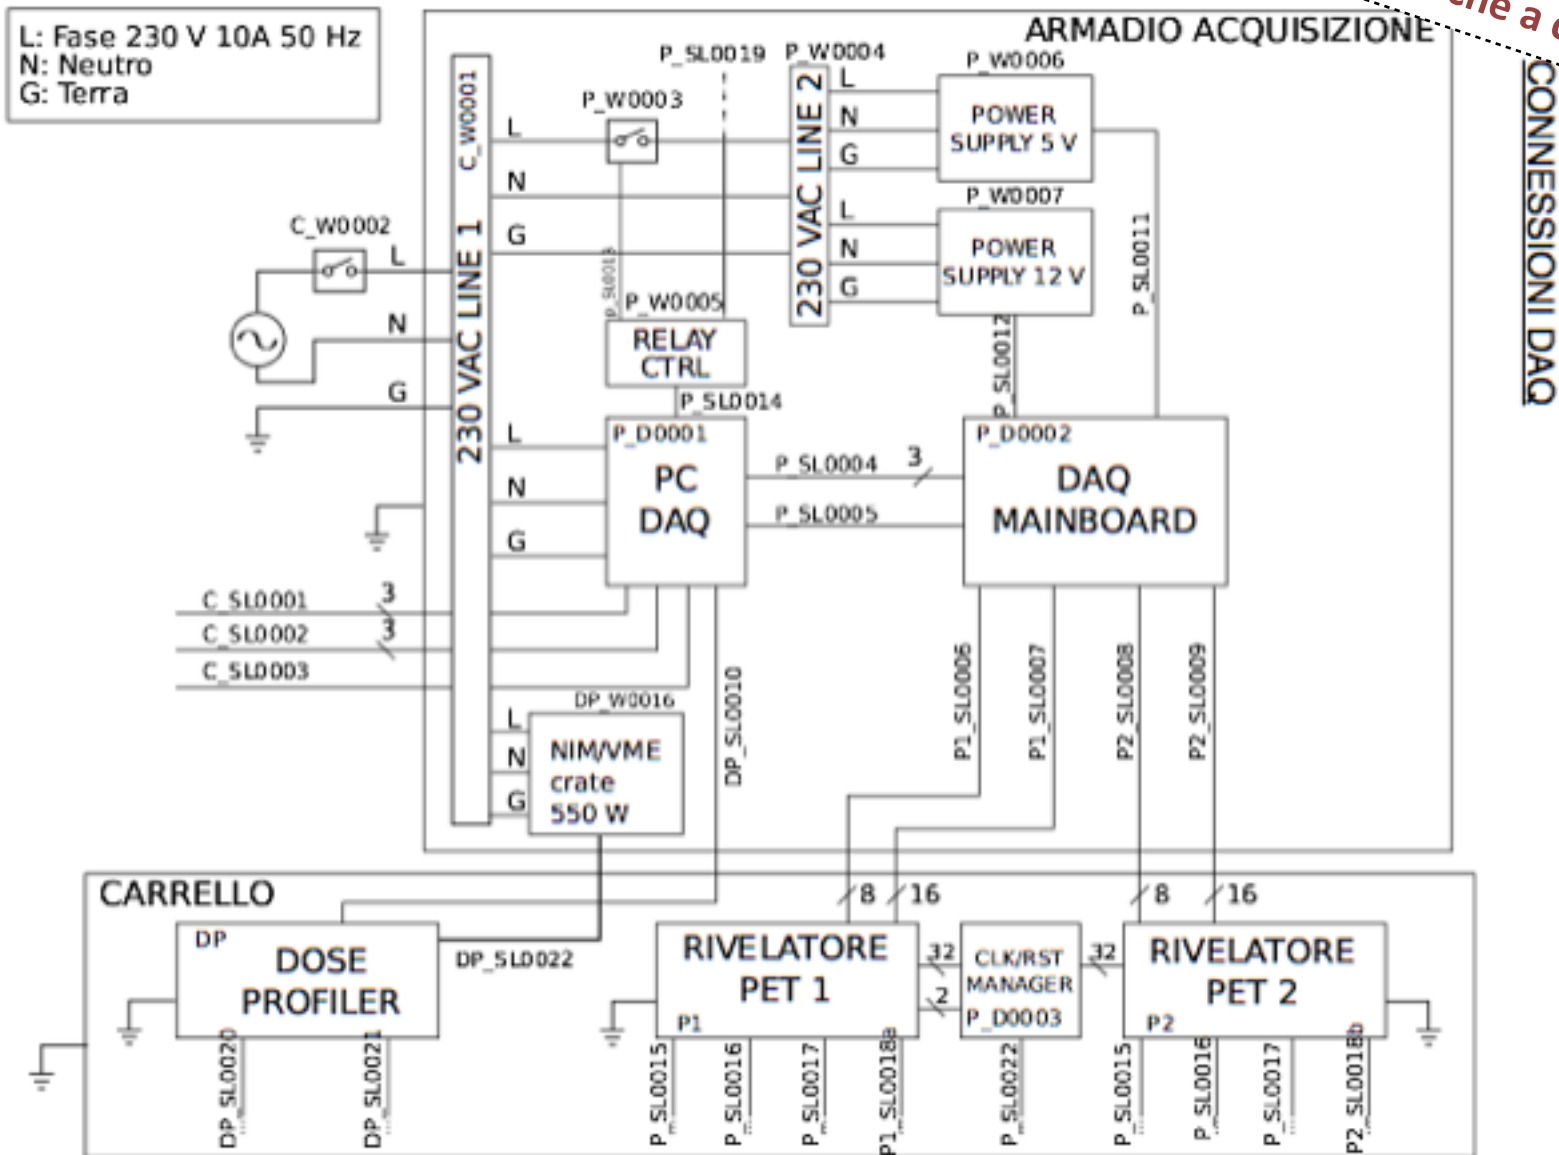 L: Fase 230 V 10A 50 Hz
N: Neutro
G: Terra
ARMADIO ACQUISIZIONE
che a
CONNESSIONI DAQ
C_W0001
230 VAC LINE 1
P_SL0019
P_W0003
P_W0004
230 VAC LINE 2
L
N
G
L
N
G
P_W0006
POWER
SUPPLY 5 V
L
N
G
P_W0007
POWER
SUPPLY 12 V
P_SL0011
P_SL0012
C_W0002
L
N
G
P_SL0013
P_W0005
RELAY
CTRL
P_SL0014
L
N
G
P_D0001
PC
DAQ
P_SL0004
3
P_SL0005
P_D0002
DAQ
MAINBOARD
C_SL0001
3
C_SL0002
3
C_SL0003
DP_W0016
L
N
G
NIM/VME
crate
550 W
DP_SL0010
P1_SL0006
P1_SL0007
P2_SL0008
P2_SL0009
CARRELLO
8
16
8
16
DP
DOSE
PROFILER
DP_SL0022
RIVELATORE
PET 1
P1
32
2
CLK/RST
MANAGER
P_D0003
32
RIVELATORE
PET 2
P2
DP_SL0020
DP_SL0021
P_SL0015
P_SL0016
P_SL0017
P1_SL0018a
P_SL0022
P_SL0015
P_SL0016
P_SL0017
P2_SL0018b